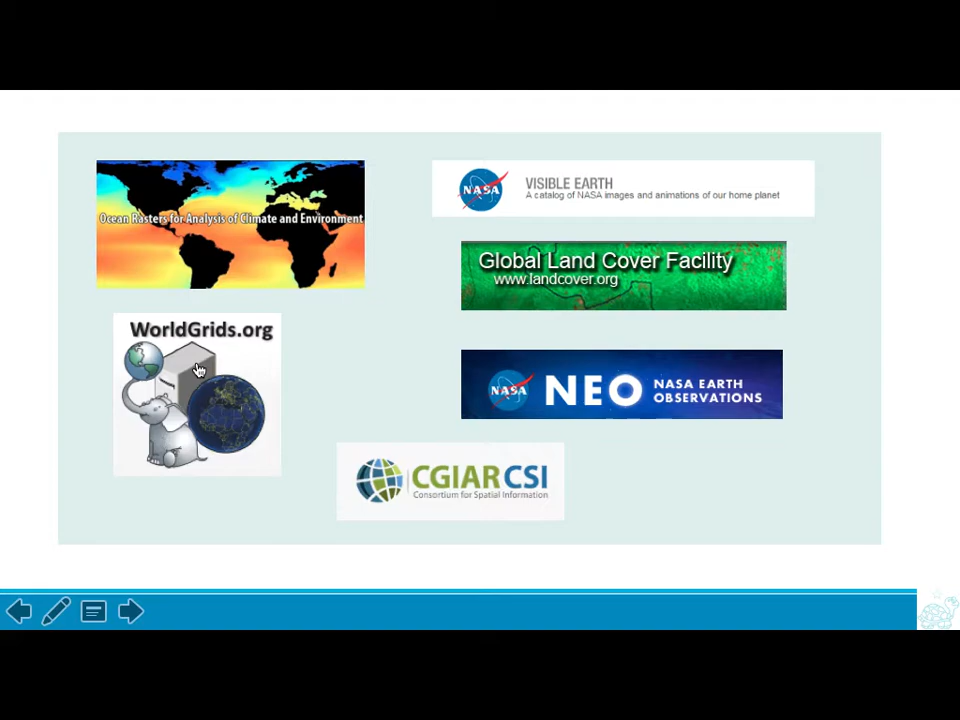 Ocean Rasters for Analysis of Climate and Environment
NASA
VISIBLE EARTH
A catalog of NASA images and animations of our home planet
Global Land Cover Facility
www.landcover.org
WorldGrids.org
NASA
NEO
NASA EARTH
OBSERVATIONS
CGIAR CSI
Consortium for Spatial Information